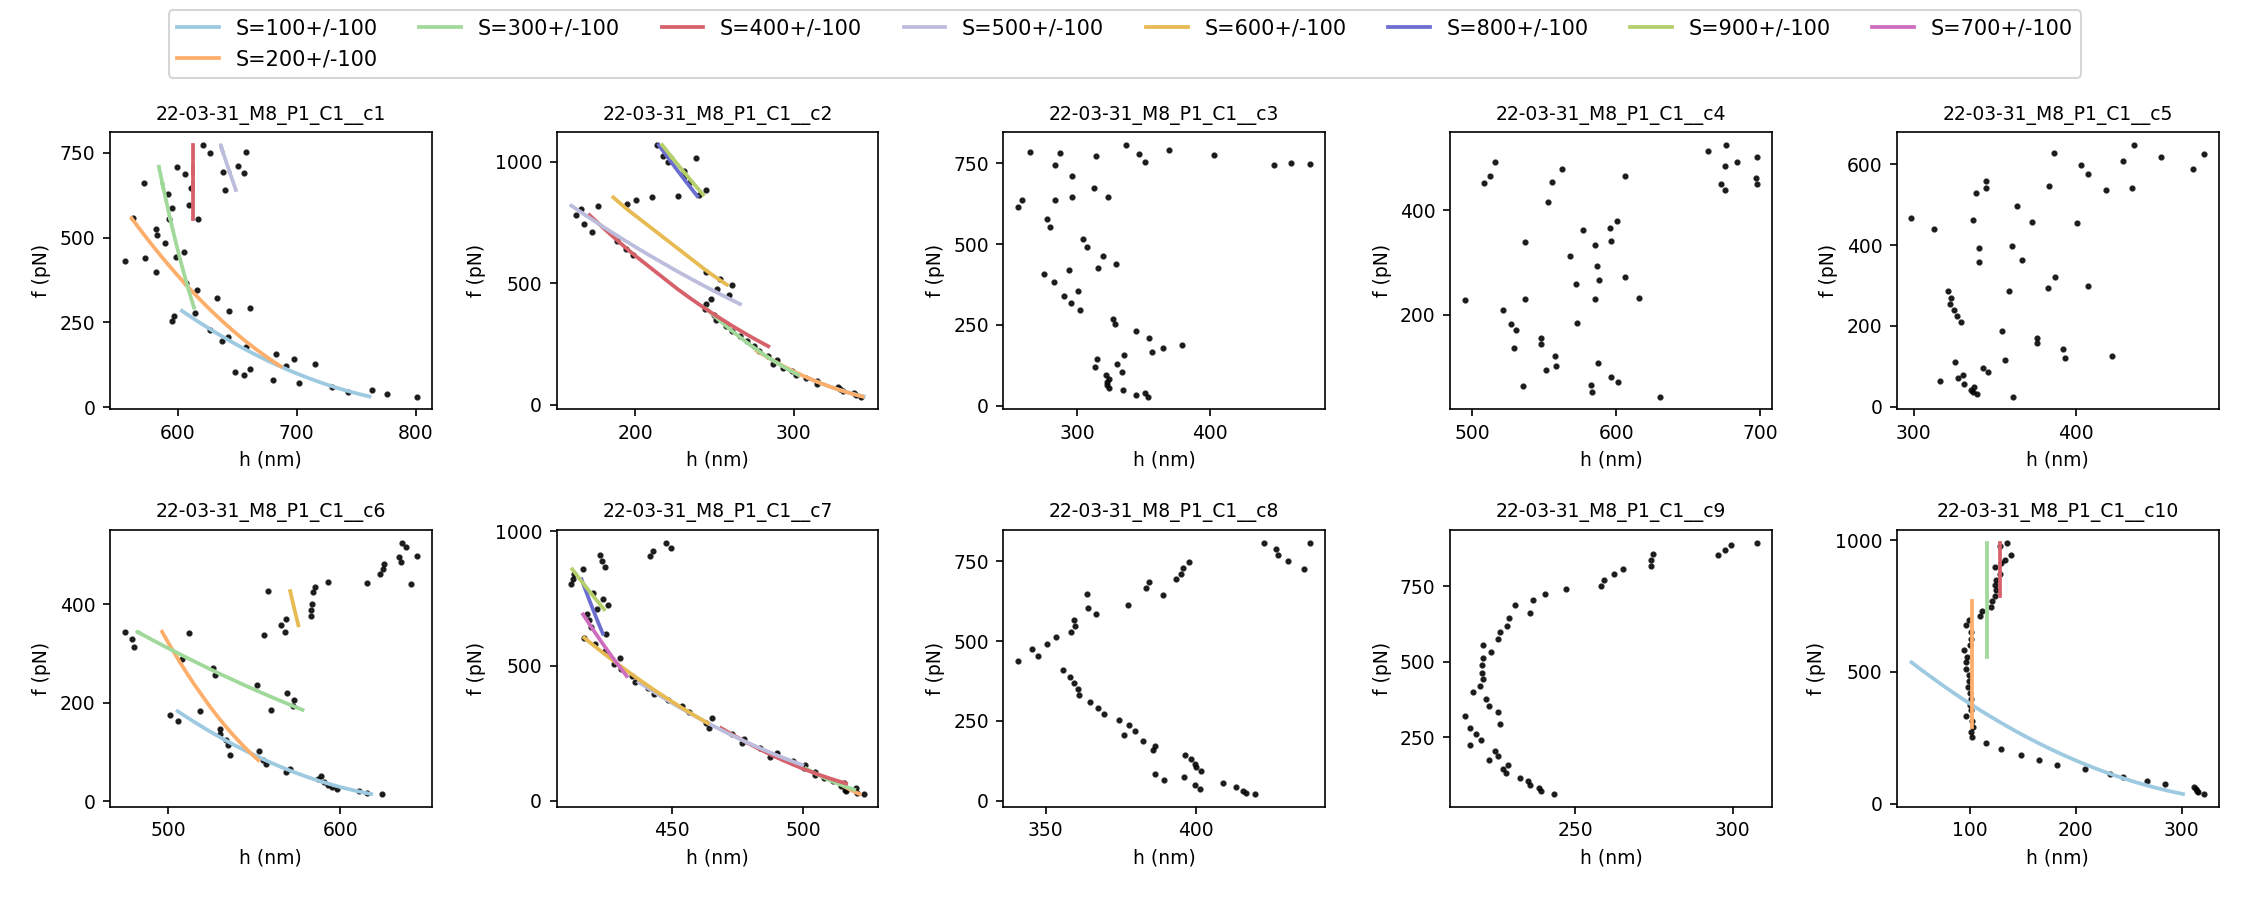 S=100+/-100 S=300+/-100 S=400+/-100 S=500+/-100 S=600+/-100 S=800+/-100 S=900+/-100 S=700+/-100
S=200+/-100
22-03-31_M8_P1_C1__c1 22-03-31_M8_P1_C1__c2 22-03-31_M8_P1_C1__c3 22-03-31_M8_P1_C1__c4 22-03-31_M8_P1_C1__c5
f (pN) 750 500 250 0
600 700 800
h (nm)
f (pN) 1000 500 0
200 300
h (nm)
f (pN) 750 500 250 0
300 400
h (nm)
f (pN) 400 200
500 600 700
h (nm)
f (pN) 600 400 200 0
300 400
h (nm)
22-03-31_M8_P1_C1__c6 22-03-31_M8_P1_C1__c7 22-03-31_M8_P1_C1__c8 22-03-31_M8_P1_C1__c9 22-03-31_M8_P1_C1__c10
f (pN) 400 200 0
500 600
h (nm)
f (pN) 1000 500 0
450 500
h (nm)
f (pN) 750 500 250 0
350 400
h (nm)
f (pN) 750 500 250
250 300
h (nm)
f (pN) 1000 500 0
100 200 300
h (nm)